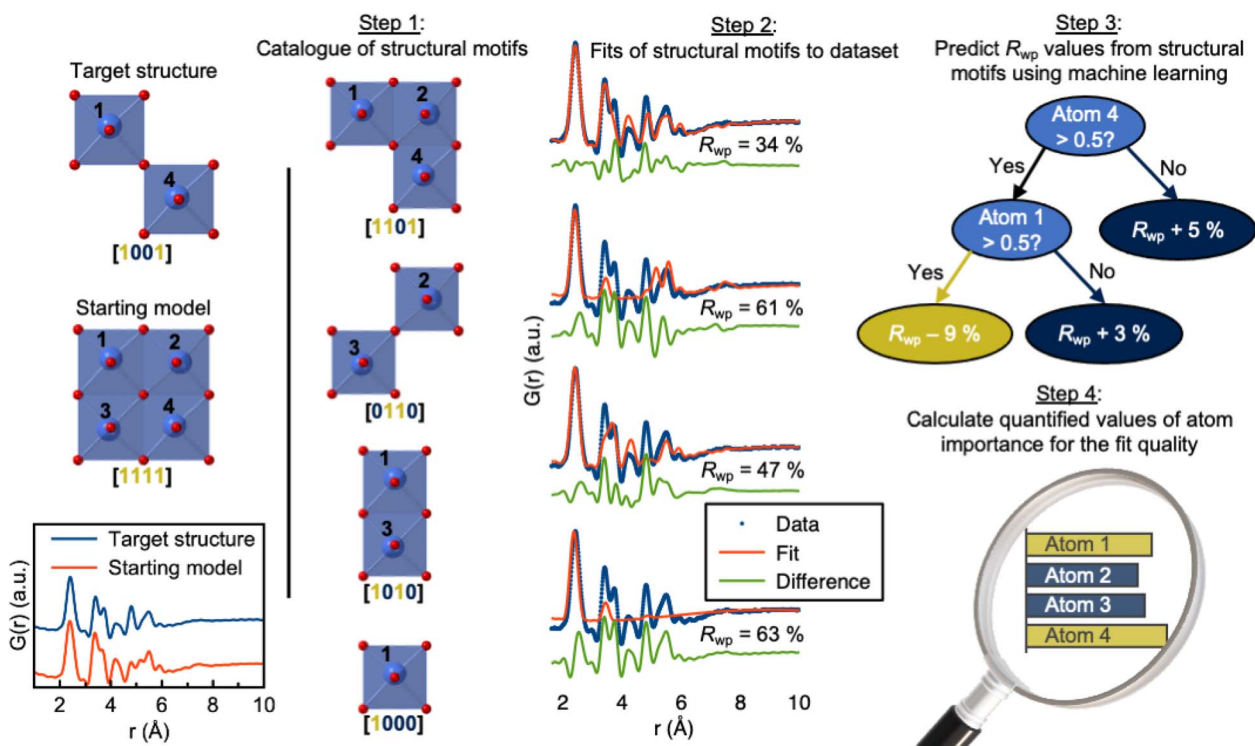 Target structure
1
4
[1001]
Starting model
1
2
3
4
[1111]
Target structure
Starting model
G(r) (a.u.)
2
4
6
8
10
r (Å)
Step 1:
Catalogue of structural motifs
1
2
4
[1101]
2
3
[0110]
1
3
[1010]
1
[1000]
Step 2:
Fits of structural motifs to dataset
Rwp = 34 %
Rwp = 61 %
Rwp = 47 %
Rwp = 63 %
G(r) (a.u.)
Data
Fit
Difference
2
4
6
8
10
r (Å)
Step 3:
Predict Rwp values from structural
motifs using machine learning
Atom 4
> 0.5?
Yes
No
Atom 1
> 0.5?
Rwp + 5 %
Yes
No
Rwp – 9 %
Rwp + 3 %
Step 4:
Calculate quantified values of atom
importance for the fit quality
Atom 1
Atom 2
Atom 3
Atom 4